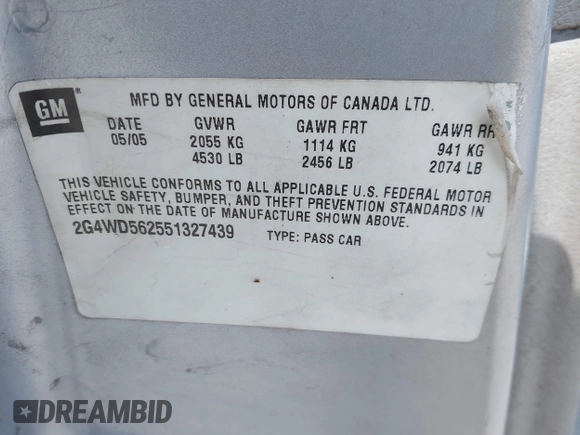 GM
MFD BY GENERAL MOTORS OF CANADA LTD.
DATE GVWR GAWR FRT GAWR RR
05/05 2055 KG 1114 KG 941 KG
4530 LB 2456 LB 2074 LB
THIS VEHICLE CONFORMS TO ALL APPLICABLE U.S. FEDERAL MOTOR
VEHICLE SAFETY, BUMPER, AND THEFT PREVENTION STANDARDS IN
EFFECT ON THE DATE OF MANUFACTURE SHOWN ABOVE.
2G4WD562551327439 TYPE: PASS CAR
DREAMBID